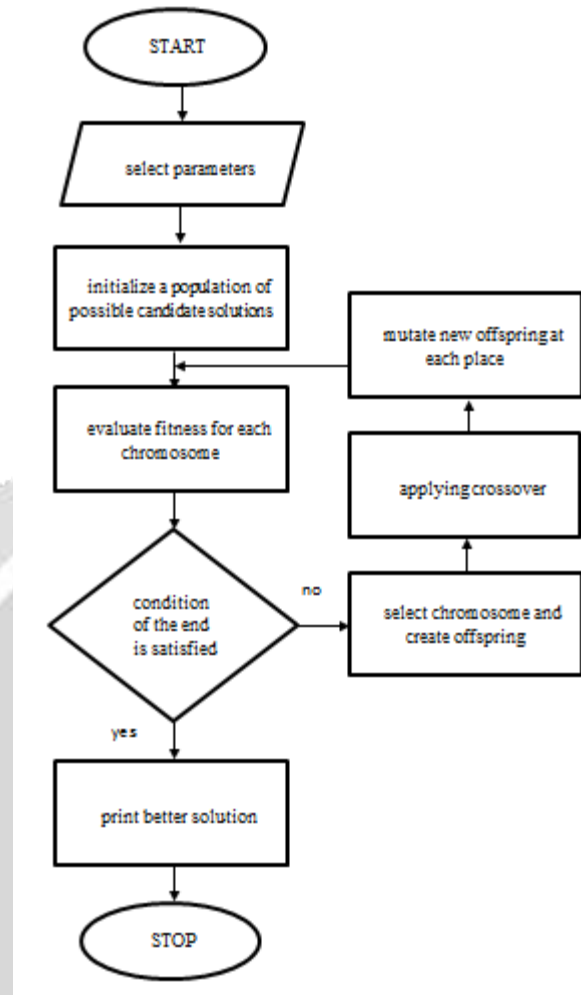 START
select parameters
initialize a population of
possible candidate solutions
mutate new offspring at
each place
evaluate fitness for each
chromosome
applying crossover
condition
of the end
is satisfied
no
select chromosome and
create offspring
yes
print better solution
STOP